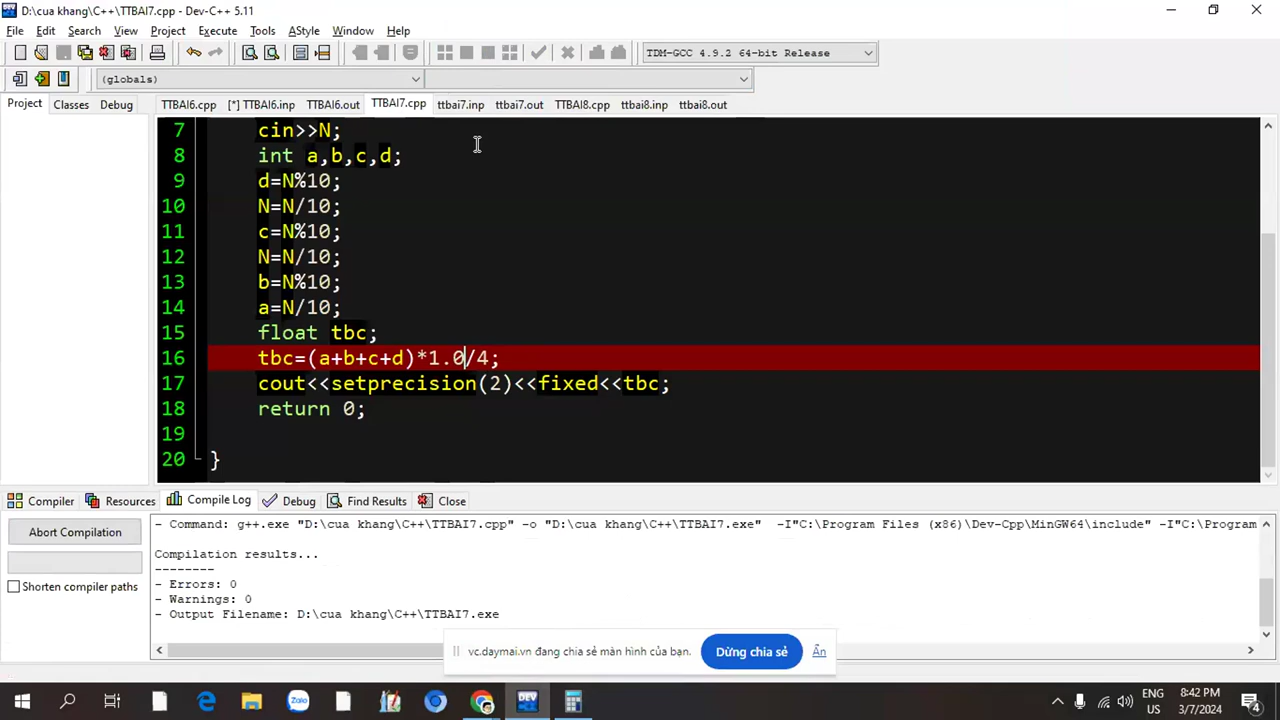 D:\cua khang\C++\TTBAI7.cpp - Dev-C++ 5.11
File Edit Search View Project Execute Tools AStyle Window Help
TDM-GCC 4.9.2 64-bit Release
(globals)
Project Classes Debug
TTBAI6.cpp [*] TTBAI6.inp TTBAI6.out TTBAI7.cpp ttbai7.inp ttbai7.out TTBAI8.cpp ttbai8.inp ttbai8.out
7 cin>>N;
8 int a,b,c,d;
9 d=N%10;
10 N=N/10;
11 c=N%10;
12 N=N/10;
13 b=N%10;
14 a=N/10;
15 float tbc;
16 tbc=(a+b+c+d)*1.0/4;
17 cout<<setprecision(2)<<fixed<<tbc;
18 return 0;
19
20 }
Compiler Resources Compile Log Debug Find Results Close
Abort Compilation
Shorten compiler paths
- Command: g++.exe "D:\cua khang\C++\TTBAI7.cpp" -o "D:\cua khang\C++\TTBAI7.exe" -I"C:\Program Files (x86)\Dev-Cpp\MinGW64\include" -I"C:\Program
Compilation results...
--------
- Errors: 0
- Warnings: 0
- Output Filename: D:\cua khang\C++\TTBAI7.exe
vc.daymai.vn đang chia sẻ màn hình của bạn. Dừng chia sẻ Ẩn
Zalo
DEV
ENG
US
8:42 PM
3/7/2024
4